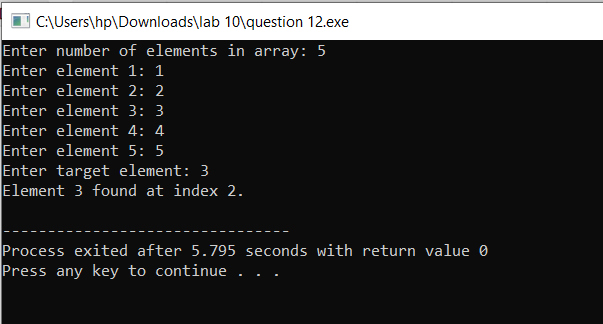 C:\Users\hp\Downloads\lab 10\question 12.exe
Enter number of elements in array: 5
Enter element 1: 1
Enter element 2: 2
Enter element 3: 3
Enter element 4: 4
Enter element 5: 5
Enter target element: 3
Element 3 found at index 2.
--------------------------------
Process exited after 5.795 seconds with return value 0
Press any key to continue . . .